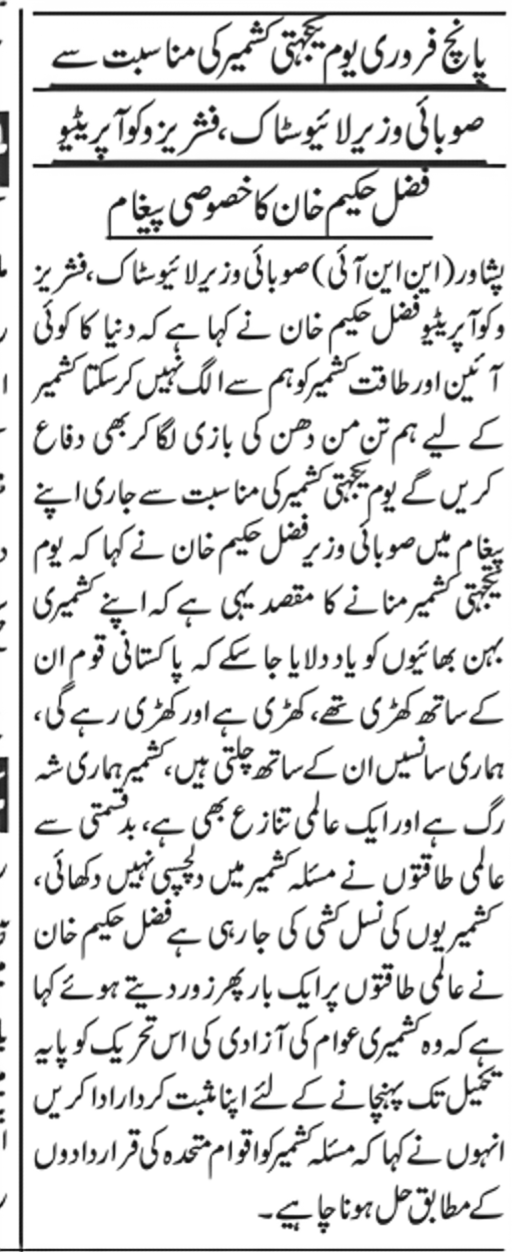 پانچ فروری یوم یکجہتی کشمیر کی مناسبت سے
صوبائی وزیر لائیوسٹاک، فشریز و کوآپریٹیو
فضل حکیم خان کا خصوصی پیغام
پشاور (این این آئی) صوبائی وزیر لائیوسٹاک، فشریز
و کوآپریٹیو فضل حکیم خان نے کہا ہے کہ دنیا کا کوئی
آئین اور طاقت کشمیر کو ہم سے الگ نہیں کرسکتا کشمیر
کے لیے ہم تن من دھن کی بازی لگا کر بھی دفاع
کریں گے یوم یکجہتی کشمیر کی مناسبت سے جاری اپنے
پیغام میں صوبائی وزیر فضل حکیم خان نے کہا کہ یوم
یکجہتی کشمیر منانے کا مقصد یہی ہے کہ اپنے کشمیری
بہن بھائیوں کو یاد دلایا جا سکے کہ پاکستانی قوم ان
کے ساتھ کھڑی تھے، کھڑی ہے اور کھڑی رہے گی،
ہماری سانسیں ان کے ساتھ چلتی ہیں، کشمیر ہماری شہ
رگ ہے اور ایک عالمی تنازع بھی ہے، بدقسمتی سے
عالمی طاقتوں نے مسئلہ کشمیر میں دلچسپی نہیں دکھائی،
کشمیریوں کی نسل کشی کی جا رہی ہے فضل حکیم خان
نے عالمی طاقتوں پر ایک بار پھر زور دیتے ہوئے کہا
ہے کہ وہ کشمیری عوام کی آزادی کی اس تحریک کو پایہ
تکمیل تک پہنچانے کے لئے اپنا مثبت کردار ادا کریں
انہوں نے کہا کہ مسئلہ کشمیر کو اقوام متحدہ کی قراردادوں
کے مطابق حل ہونا چاہیے۔